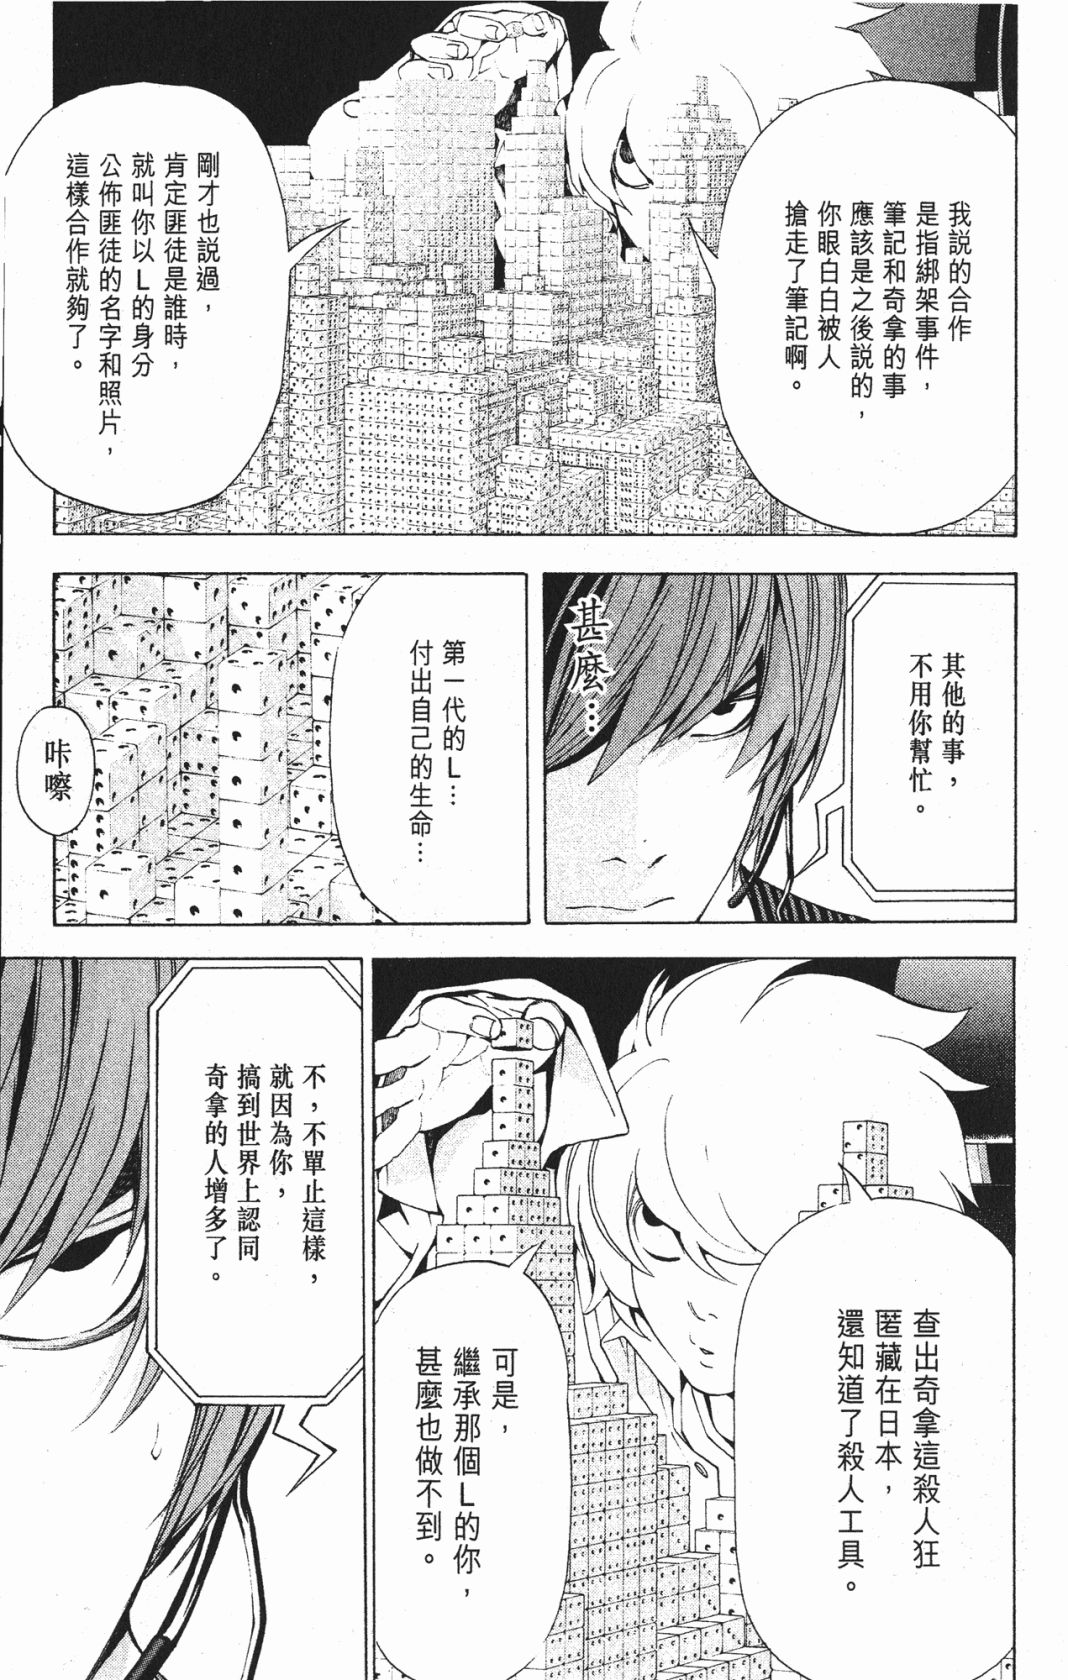 我說的合作
是指綁架事件，
筆記和奇拿的事
應該是之後說的，
你眼白白被人
搶走了筆記啊。
剛才也說過，
肯定匪徒是誰時，
就叫你以L的身分
公佈匪徒的名字和照片，
這樣合作就夠了。
其他的事，
不用你幫忙。
甚麼…
第一代的L…
付出自己的生命…
咔嚓
查出奇拿這殺人狂
匿藏在日本，
還知道了殺人工具。
可是，
繼承那個L的你，
甚麼也做不到。
不，不單止這樣，
就因為你，
搞到世界上認同
奇拿的人增多了。